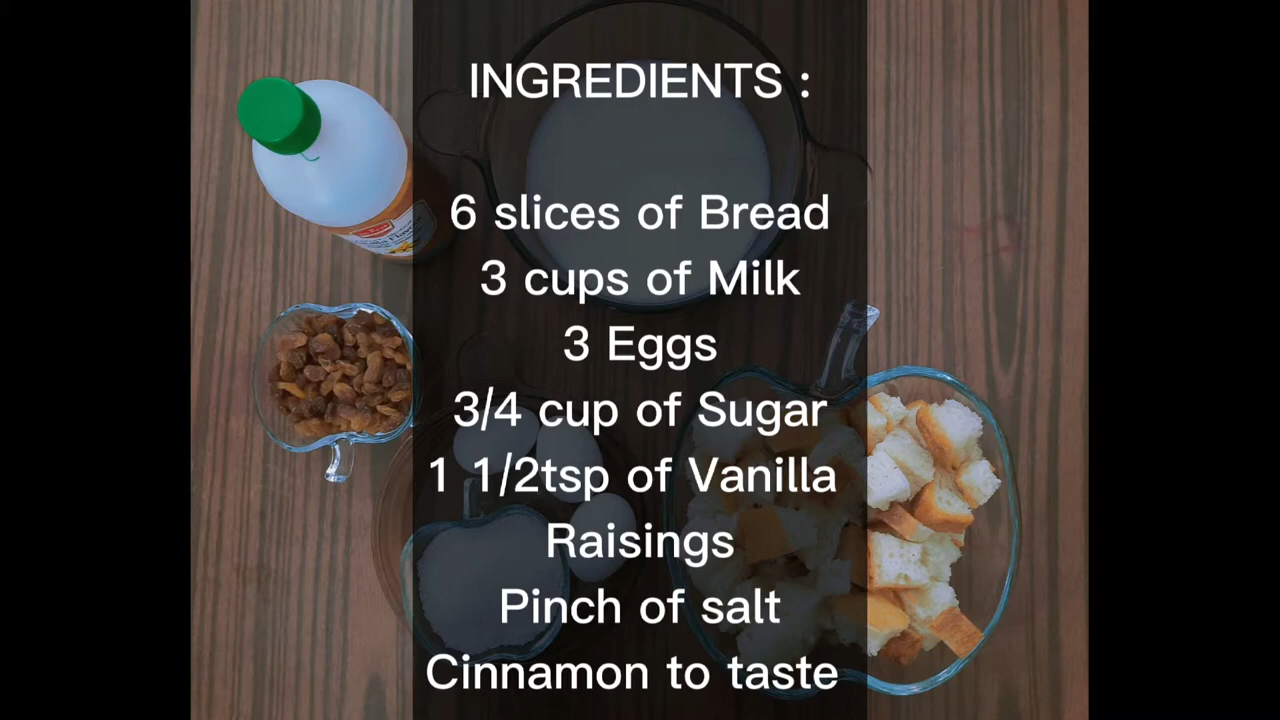 INGREDIENTS :
6 slices of Bread
3 cups of Milk
3 Eggs
3/4 cup of Sugar
1 1/2tsp of Vanilla
Raisings
Pinch of salt
Cinnamon to taste